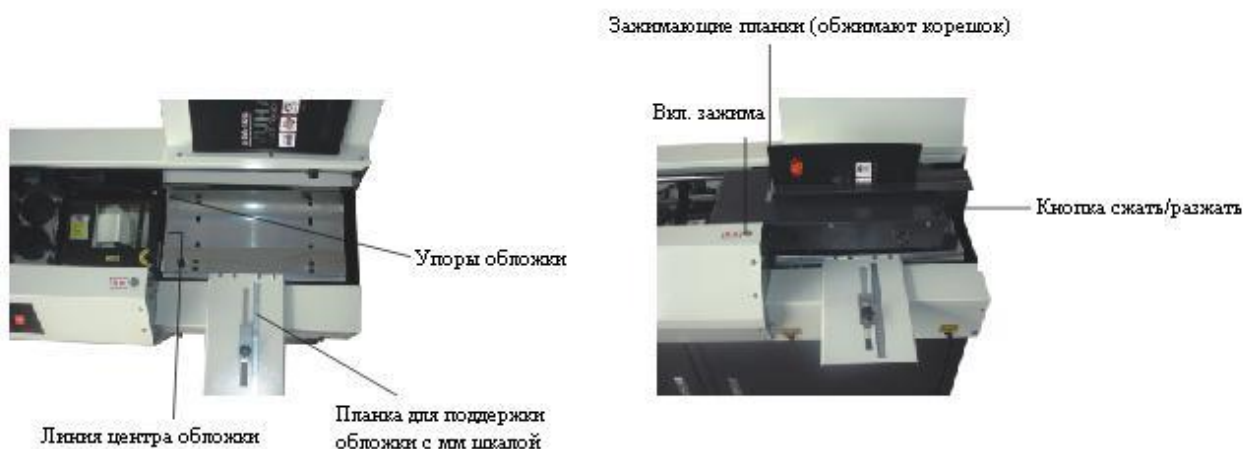 Зажимающие планки (обжимают корешок)
Вкл. зажима
Кнопка сжать/разжать
Упоры обложки
Линия центра обложки
Планка для поддержки
обложки с мм шкалой